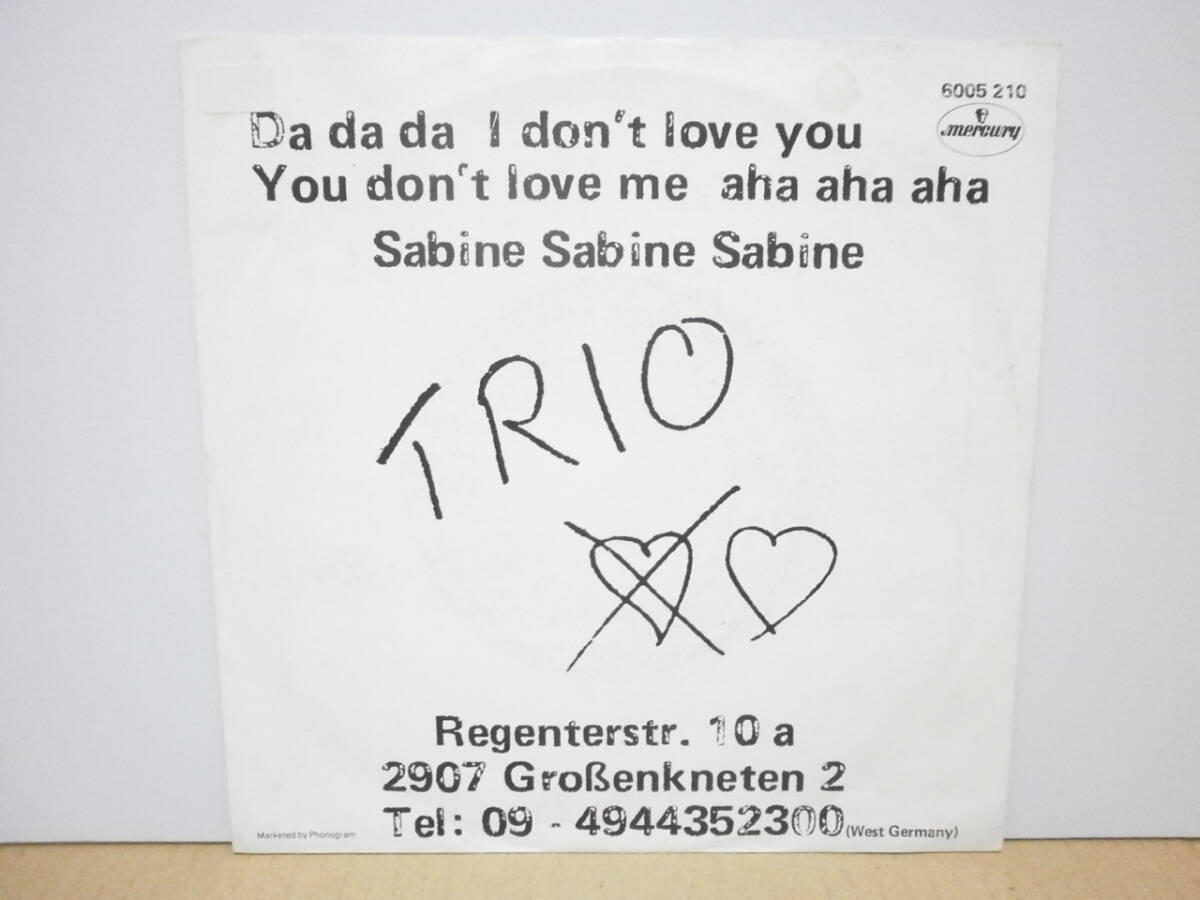 6005 210
mercury
Da da da I don't love you
You don't love me aha aha aha
Sabine Sabine Sabine
TRIO
Regenterstr. 10 a
2907 Großenkneten 2
Tel: 09 - 4944352300 (West Germany)
Marketed by Phonogram